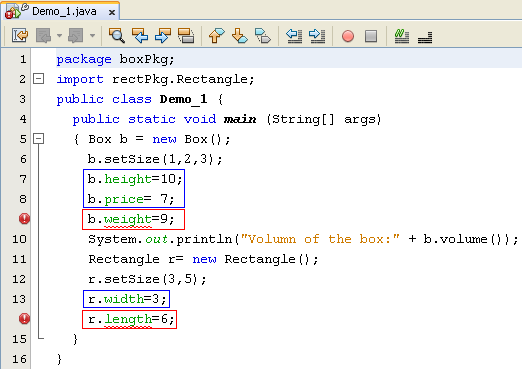 Demo_1.java
1 package boxPkg;
2 import rectPkg.Rectangle;
3 public class Demo_1 {
4 public static void main (String[] args)
5 { Box b = new Box();
6 b.setSize(1,2,3);
7 b.height=10;
8 b.price= 7;
b.weight=9;
10 System.out.println("Volumn of the box:" + b.volume());
11 Rectangle r= new Rectangle();
12 r.setSize(3,5);
13 r.width=3;
r.length=6;
15 }
16 }